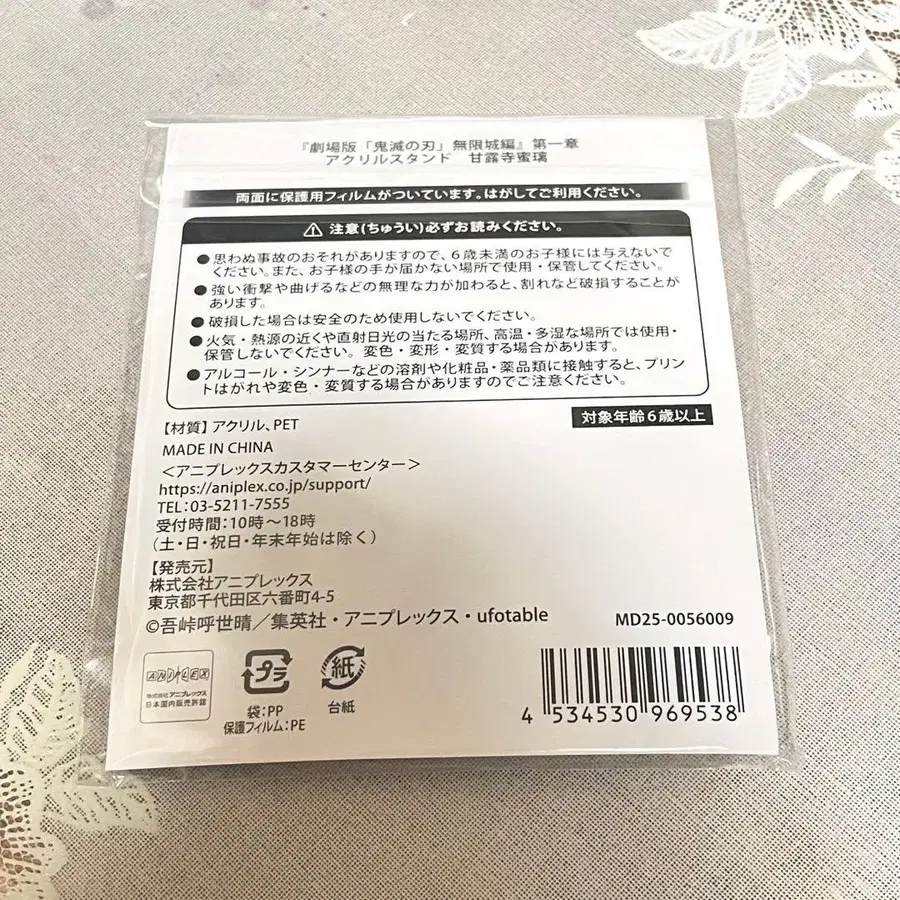 『劇場版「鬼滅の刃」無限城編』第一章
アクリルスタンド 甘露寺蜜璃
両面に保護用フィルムがついています。はがしてご利用ください。
注意(ちゅうい)必ずお読みください。
●思わぬ事故のおそれがありますので、6歳未満のお子様には与えないで
ください。また、お子様の手が届かない場所で使用・保管してください。
●強い衝撃や曲げるなどの無理な力が加わると、割れなど破損することが
あります。
●破損した場合は安全のため使用しないでください。
●火気・熱源の近くや直射日光の当たる場所、高温・多湿な場所では使用・
保管しないでください。変色・変形・変質する場合があります。
●アルコール・シンナーなどの溶剤や化粧品・薬品類に接触すると、プリン
トはがれや変色・変質する場合がありますのでご注意ください。
対象年齢6歳以上
【材質】アクリル、PET
MADE IN CHINA
＜アニプレックスカスタマーセンター＞
https://aniplex.co.jp/support/
TEL:03-5211-7555
受付時間:10時～18時
(土・日・祝日・年末年始は除く)
【発売元】
株式会社アニプレックス
東京都千代田区六番町4-5
©吾峠呼世晴／集英社・アニプレックス・ufotable
MD25-0056009
ANIPLEX
株式会社アニプレックス
日本国内販売許諾
プラ
袋:PP
保護フィルム:PE
紙
台紙
4 534530 969538